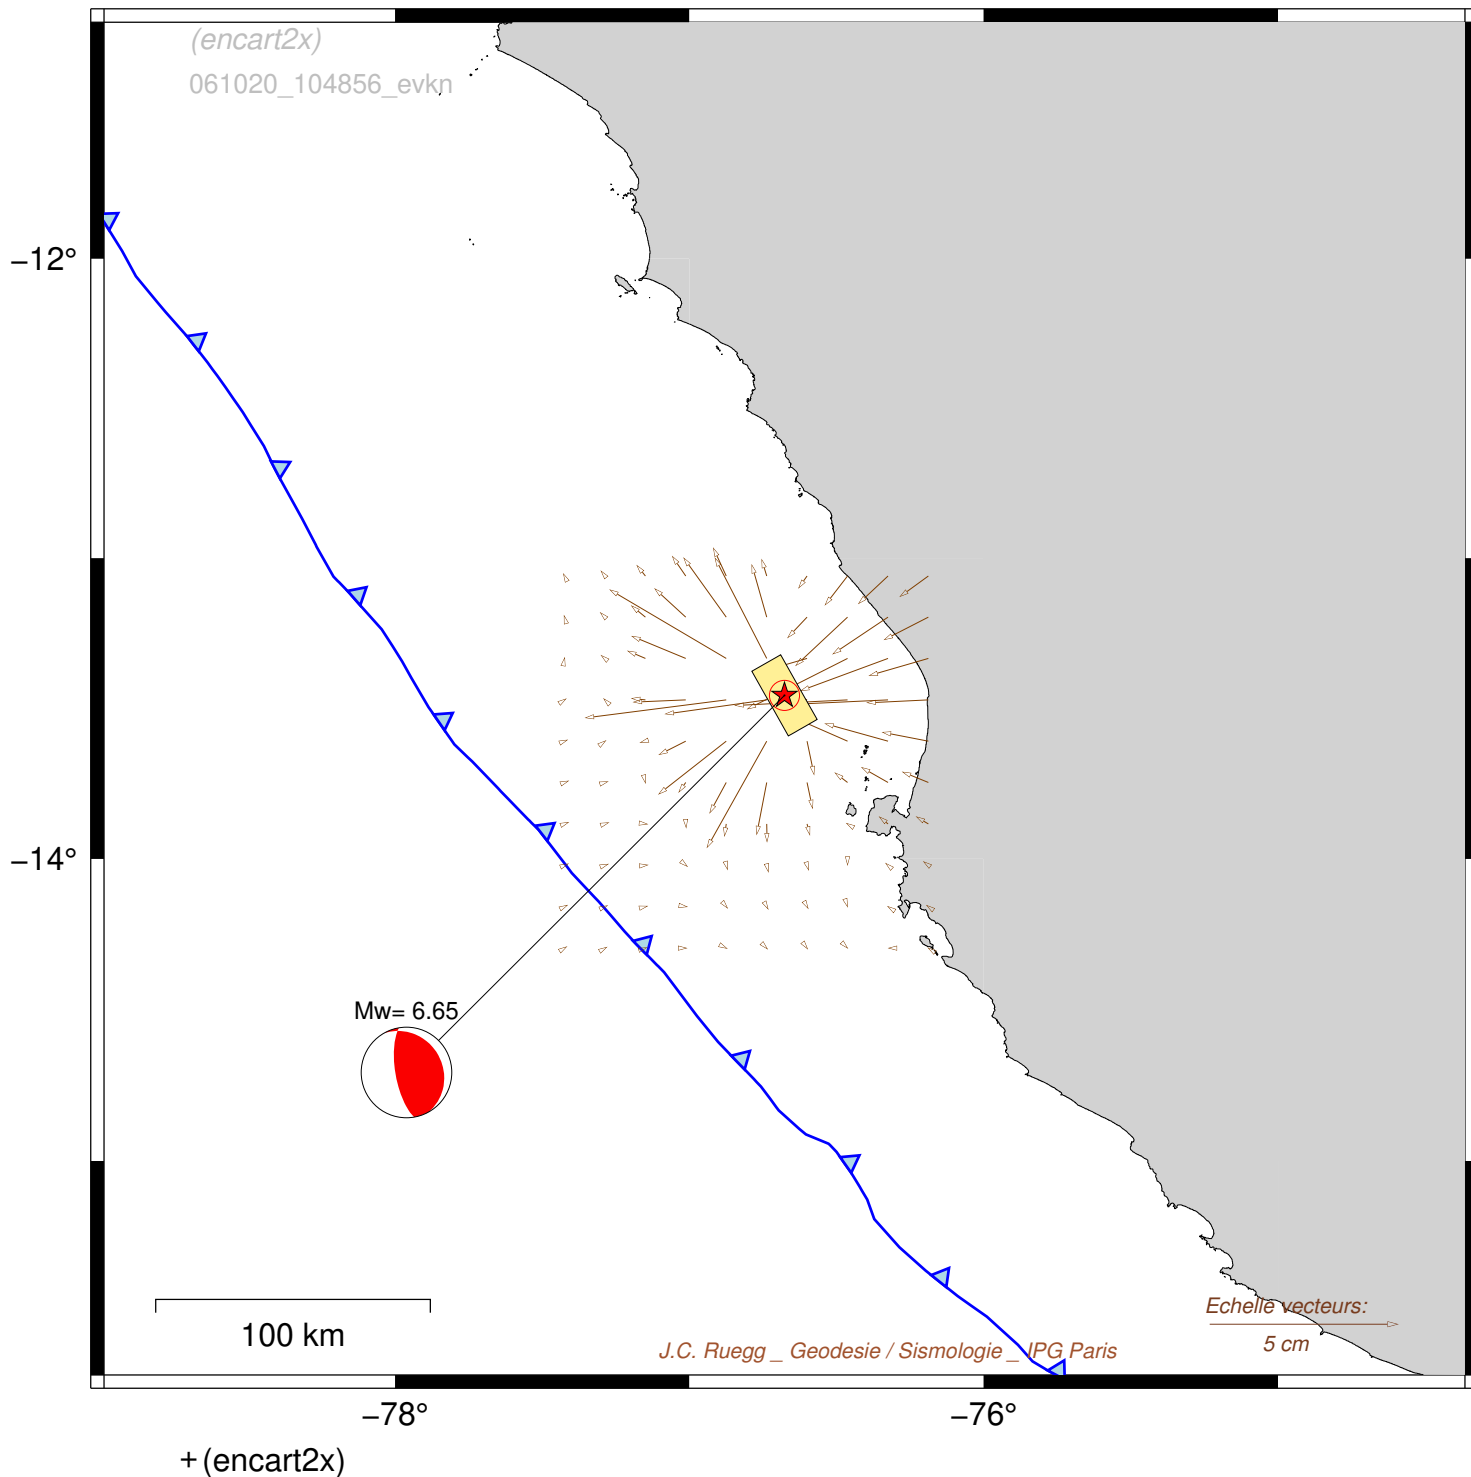 (encart2x)
061020_104856_evkn
−12°
−14°
Mw= 6.65
100 km
Echelle vecteurs:
5 cm
J.C. Ruegg _ Geodesie / Sismologie _ IPG Paris
−78°
−76°
+ (encart2x)